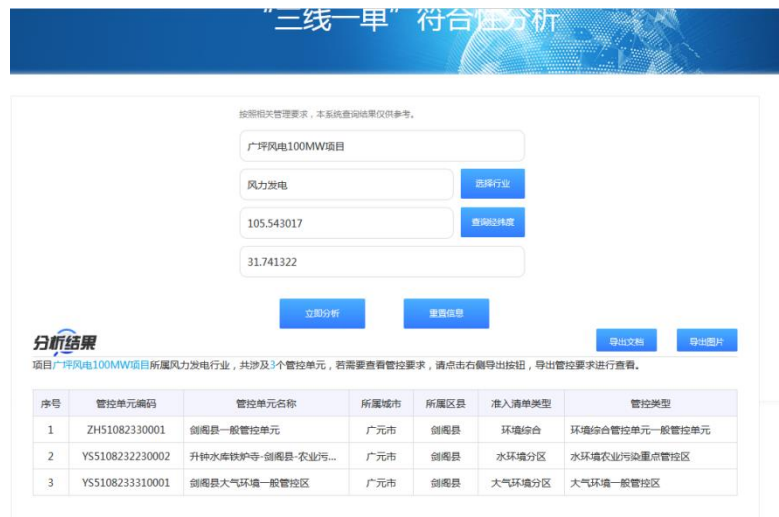 “三线一单”符合性分析
按照相关管理要求，本系统查询结果仅供参考。
广坪风电100MW项目
风力发电
选择行业
105.543017
查询经纬度
31.741322
立即分析
重置信息
分析结果
导出文档
导出图片
项目广坪风电100MW项目所属风力发电行业，共涉及3个管控单元，若需要查看管控要求，请点击右侧导出按钮，导出管控要求进行查看。
序号 管控单元编码 管控单元名称 所属城市 所属区县 准入清单类型 管控类型
1 ZH51082330001 剑阁县一般管控单元 广元市 剑阁县 环境综合 环境综合管控单元一般管控单元
2 YS5108232230002 升钟水库铁炉寺-剑阁县-农业污... 广元市 剑阁县 水环境分区 水环境农业污染重点管控区
3 YS5108233310001 剑阁县大气环境一般管控区 广元市 剑阁县 大气环境分区 大气环境一般管控区